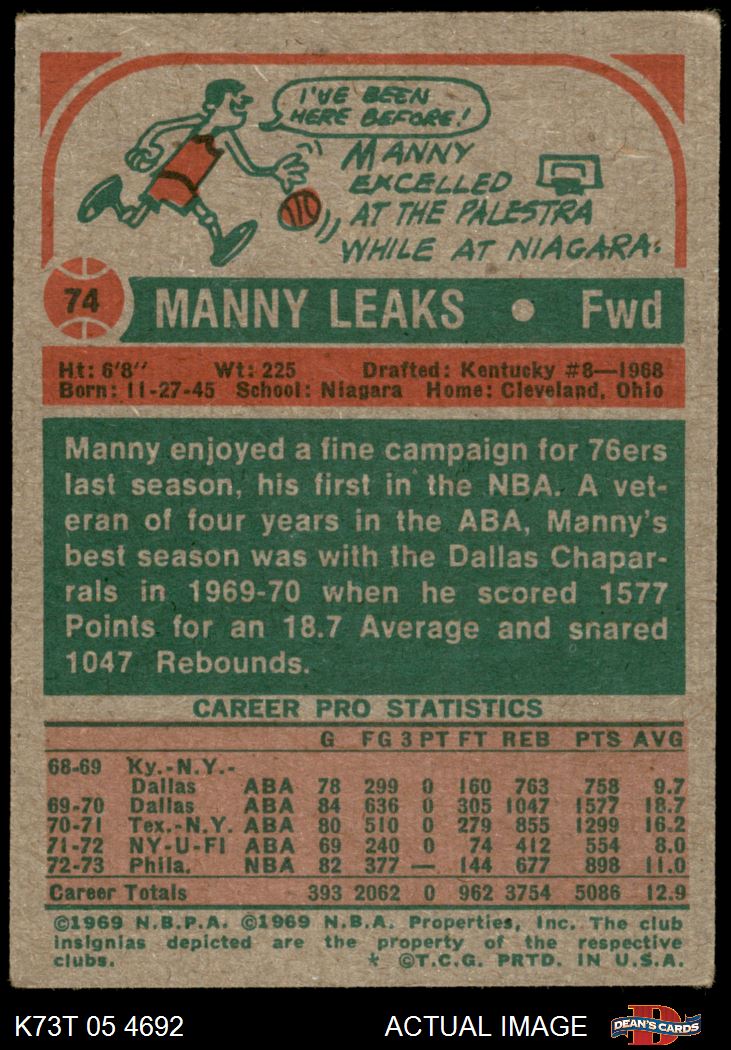 I'VE BEEN
HERE BEFORE!
MANNY
EXCELLED
AT THE PALESTRA
WHILE AT NIAGARA.
74 MANNY LEAKS • Fwd
Ht: 6'8" Wt: 225 Drafted: Kentucky #8—1968
Born: 11-27-45 School: Niagara Home: Cleveland, Ohio
Manny enjoyed a fine campaign for 76ers
last season, his first in the NBA. A vet-
eran of four years in the ABA, Manny's
best season was with the Dallas Chapar-
rals in 1969-70 when he scored 1577
Points for an 18.7 Average and snared
1047 Rebounds.
CAREER PRO STATISTICS
G FG 3 PT FT REB PTS AVG
68-69 Ky.-N.Y.-
Dallas ABA 78 299 0 160 763 758 9.7
69-70 Dallas ABA 84 636 0 305 1047 1577 18.7
70-71 Tex.-N.Y. ABA 80 510 0 279 855 1299 16.2
71-72 NY-U-Fl ABA 69 240 0 74 412 554 8.0
72-73 Phila. NBA 82 377 — 144 677 898 11.0
Career Totals 393 2062 0 962 3754 5086 12.9
©1969 N.B.P.A. ©1969 N.B.A. Properties, Inc. The club
insignias depicted are the property of the respective
clubs. * ©T.C.G. PRTD. IN U.S.A.
K73T 05 4692 ACTUAL IMAGE DEAN'S CARDS